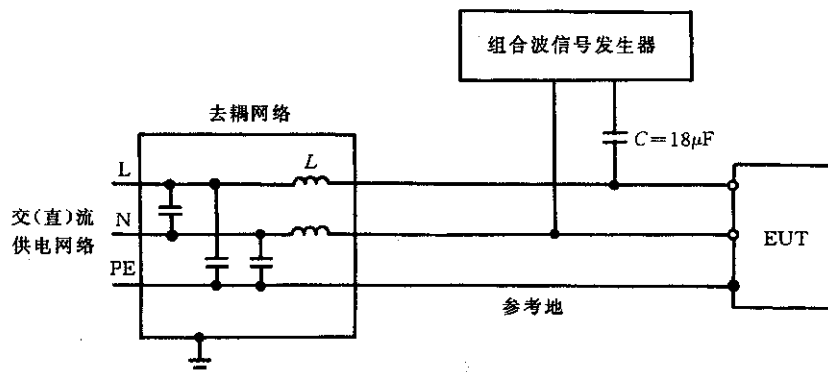 组合波信号发生器
去耦网络
C=18μF
L
L
交(直)流
供电网络
N
PE
EUT
参考地